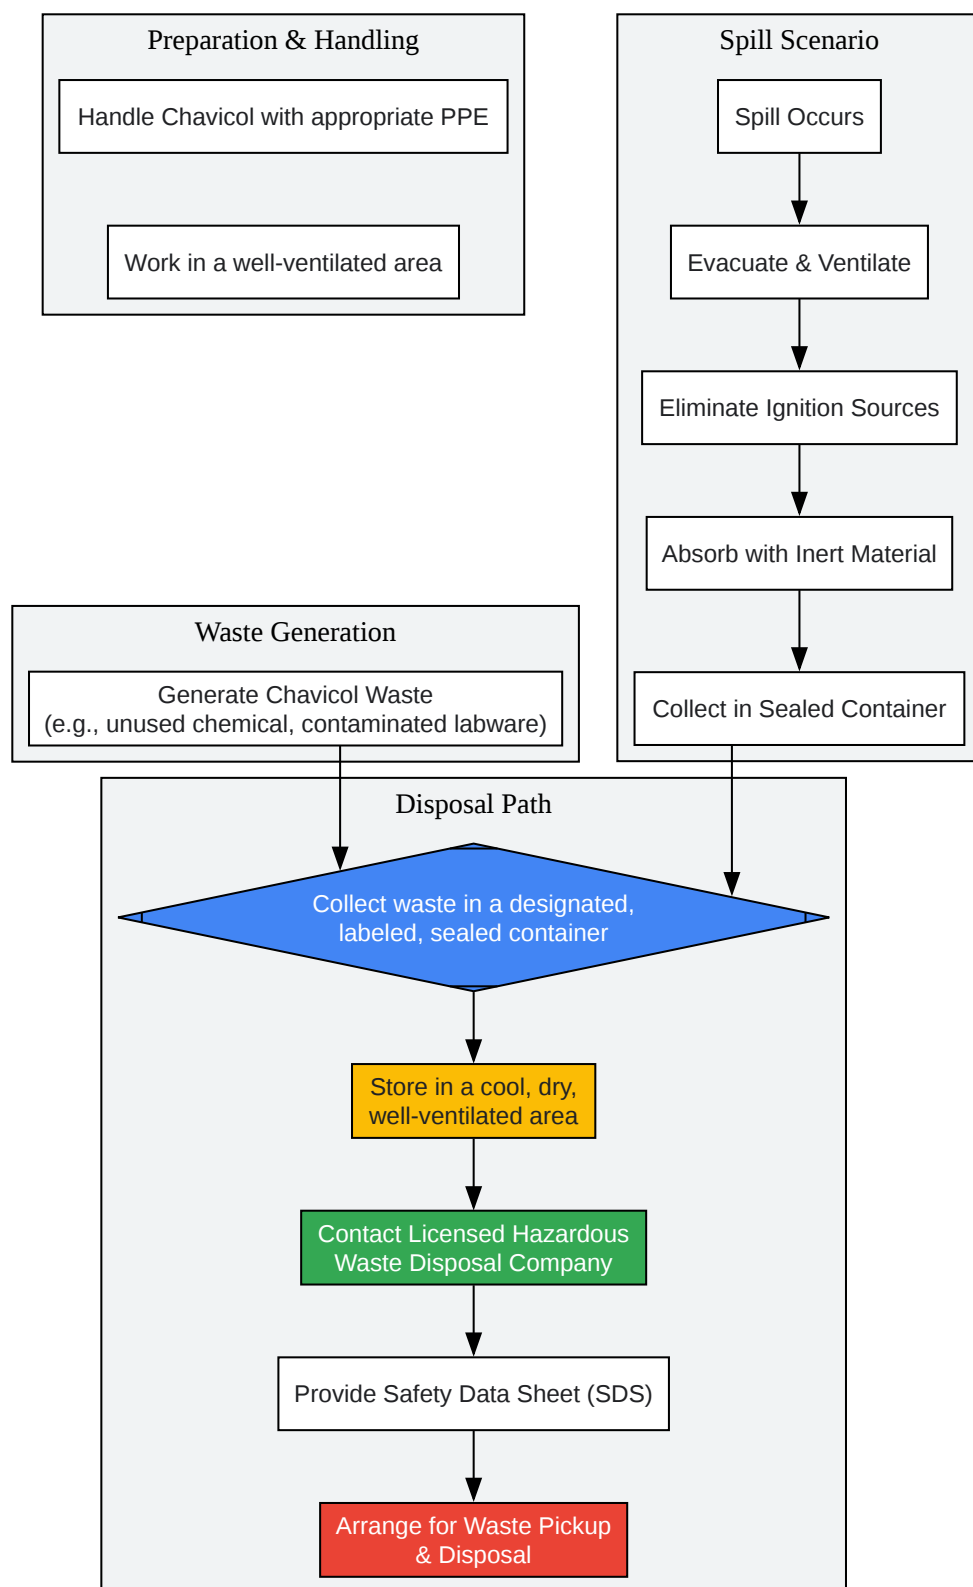 Preparation & Handling
Handle Chavicol with appropriate PPE
Work in a well-ventilated area
Spill Scenario
Spill Occurs
Evacuate & Ventilate
Eliminate Ignition Sources
Absorb with Inert Material
Collect in Sealed Container
Waste Generation
Generate Chavicol Waste
(e.g., unused chemical, contaminated labware)
Disposal Path
Collect waste in a designated,
labeled, sealed container
Store in a cool, dry,
well-ventilated area
Contact Licensed Hazardous
Waste Disposal Company
Provide Safety Data Sheet (SDS)
Arrange for Waste Pickup
& Disposal